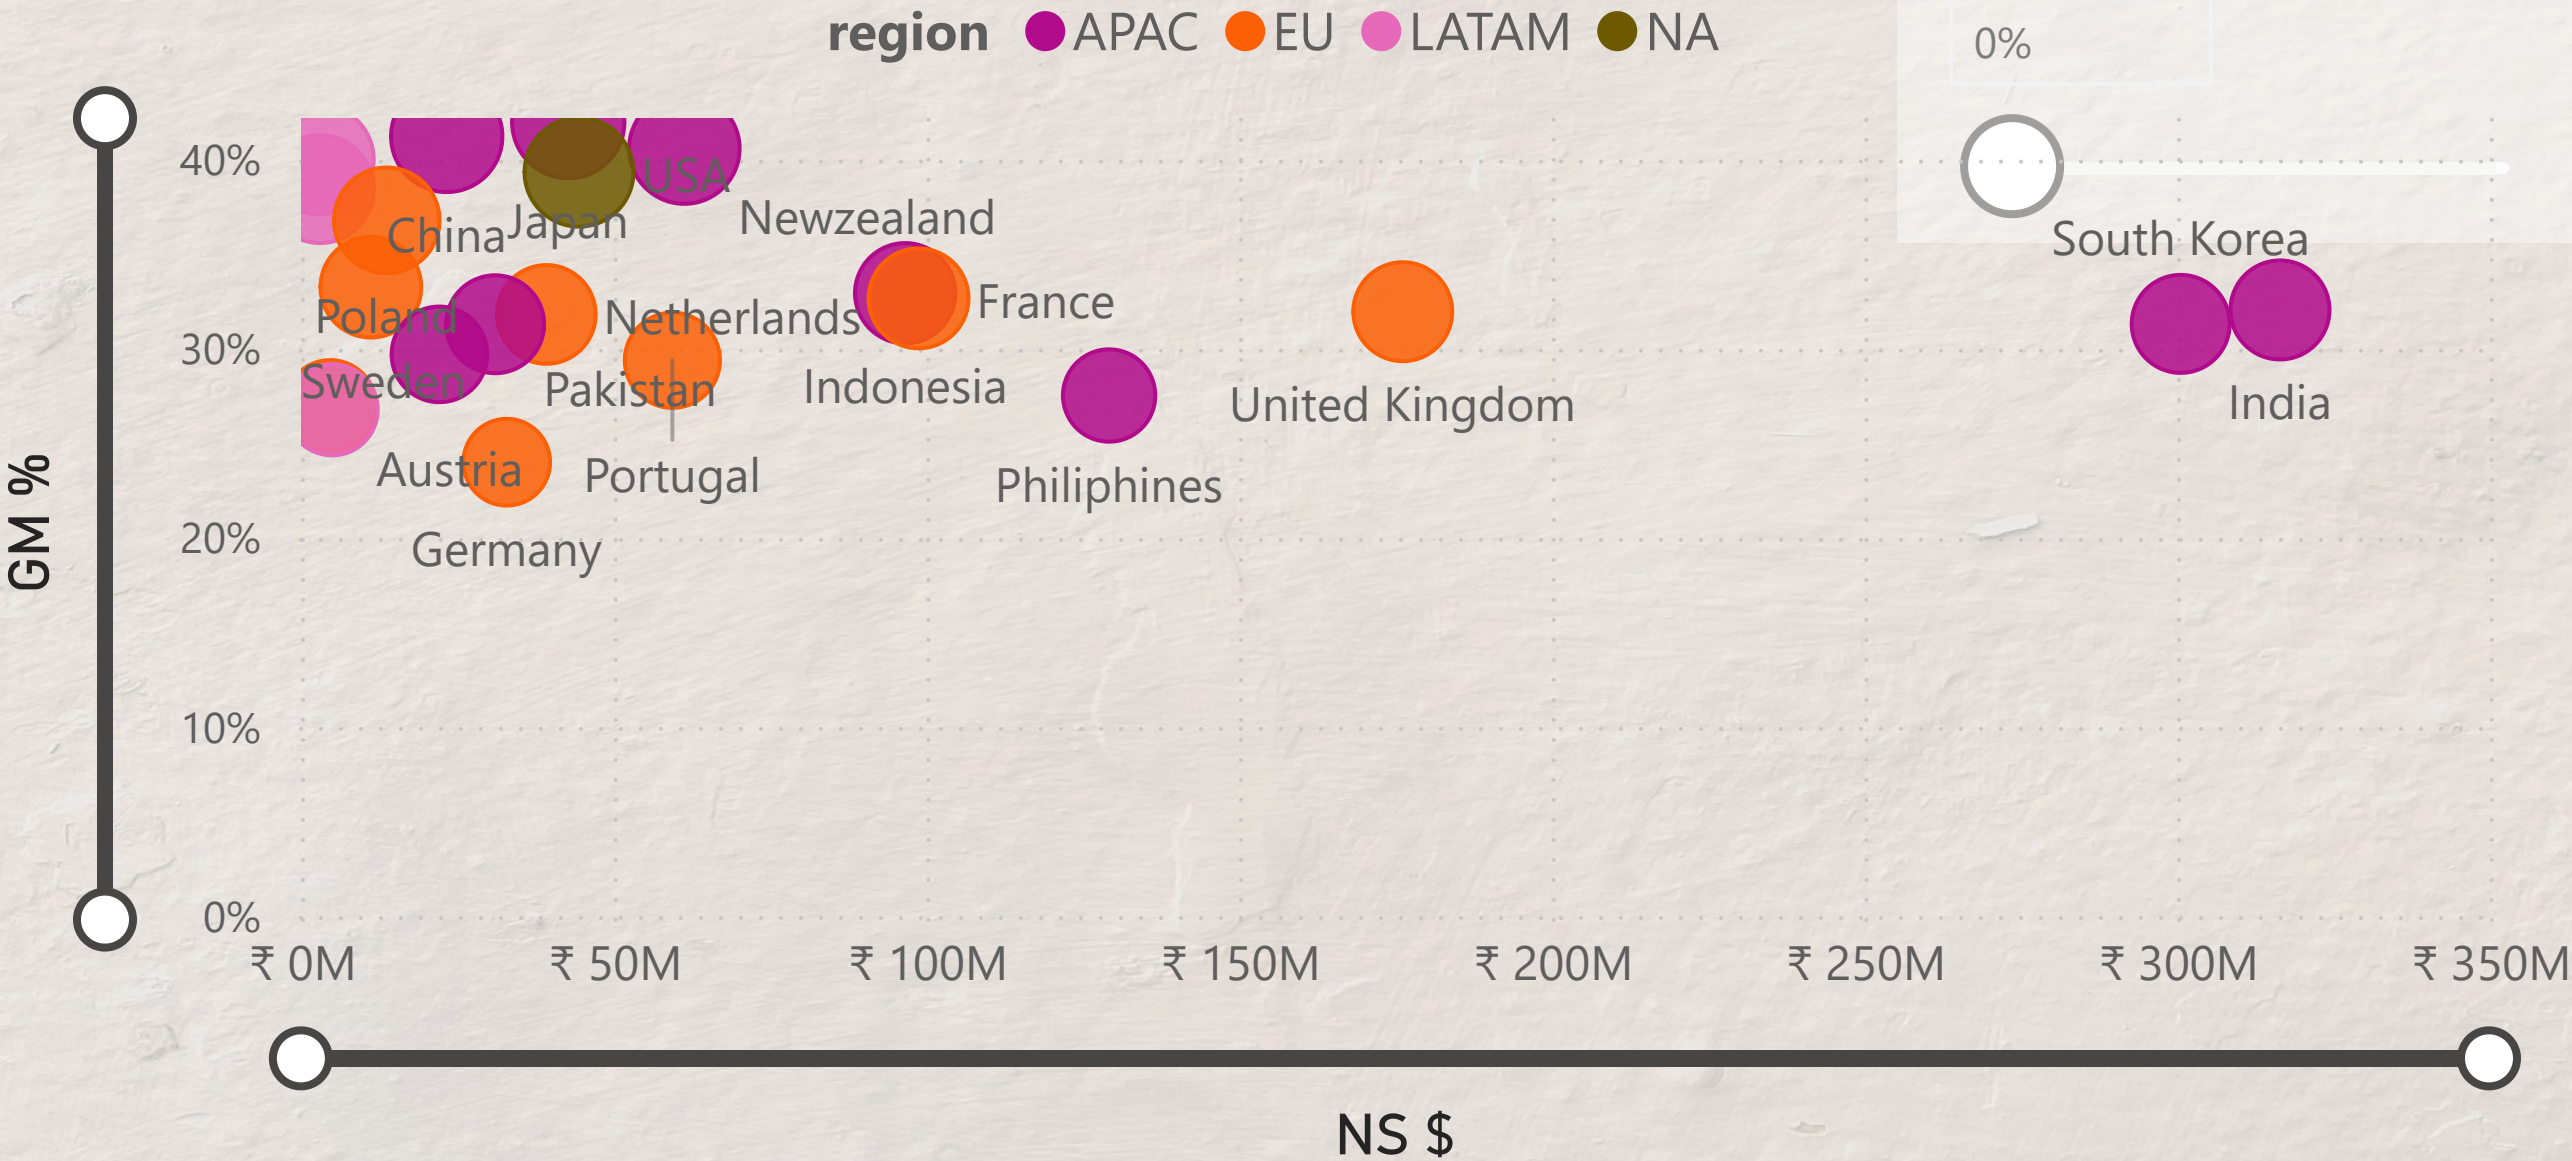 region APAC EU LATAM NA
0%
40%
USA
Newzealand
China
Japan
South Korea
Poland
Netherlands
France
30%
Sweden
Pakistan
Indonesia
United Kingdom
India
Austria
Portugal
Philiphines
GM %
20%
Germany
10%
0%
₹ 0M ₹ 50M ₹ 100M ₹ 150M ₹ 200M ₹ 250M ₹ 300M ₹ 350M
NS $